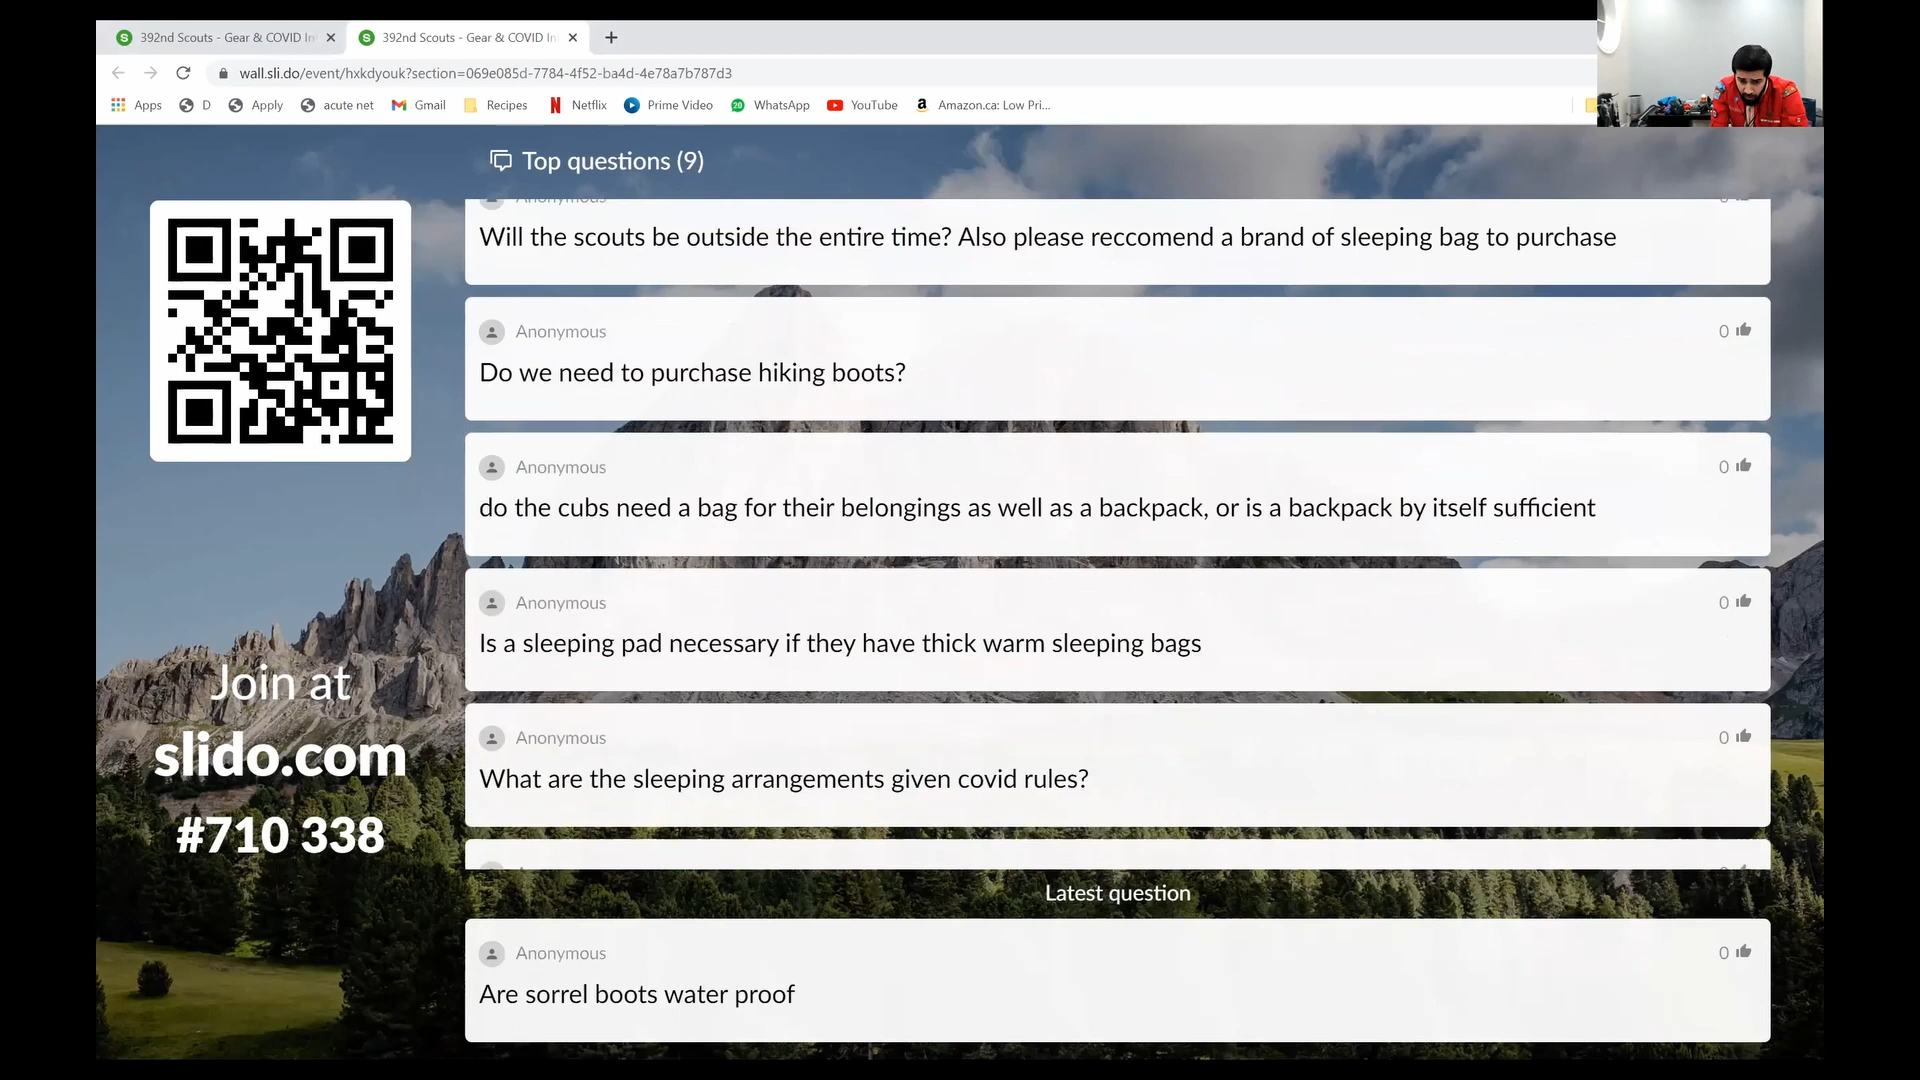 392nd Scouts - Gear & COVID In
392nd Scouts - Gear & COVID In
wall.sli.do/event/hxkdyouk?section=069e085d-7784-4f52-ba4d-4e78a7b787d3
Apps
D
Apply
acute net
Gmail
Recipes
Netflix
Prime Video
20
WhatsApp
YouTube
Amazon.ca: Low Pri...
Top questions (9)
Anonymous
Will the scouts be outside the entire time? Also please reccomend a brand of sleeping bag to purchase
Anonymous
0
Do we need to purchase hiking boots?
Anonymous
0
do the cubs need a bag for their belongings as well as a backpack, or is a backpack by itself sufficient
Anonymous
0
Is a sleeping pad necessary if they have thick warm sleeping bags
Anonymous
0
What are the sleeping arrangements given covid rules?
Latest question
Anonymous
0
Are sorrel boots water proof
Join at
slido.com
#710 338